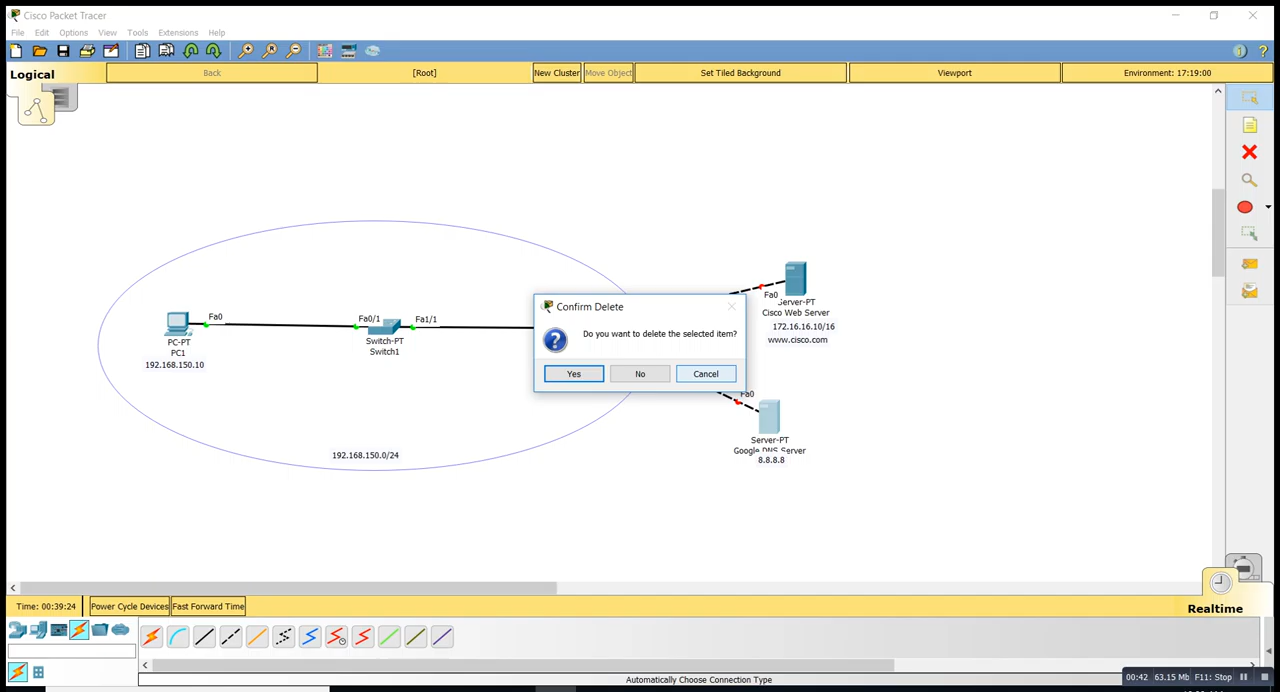 Cisco Packet Tracer
File Edit Options View Tools Extensions Help
Logical
Back
[Root]
New Cluster
Move Object
Set Tiled Background
Viewport
Environment: 17:19:00
Confirm Delete
Do you want to delete the selected item?
Yes
No
Cancel
Fa0
PC-PT
PC1
192.168.150.10
Fa0/1
Fa1/1
Switch-PT
Switch1
192.168.150.0/24
Fa0
Server-PT
Cisco Web Server
172.16.16.10/16
www.cisco.com
Fa0
Server-PT
Google DNS Server
8.8.8.8
Time: 00:39:24
Power Cycle Devices
Fast Forward Time
Realtime
Automatically Choose Connection Type
00:42 63.15 Mb F11: Stop